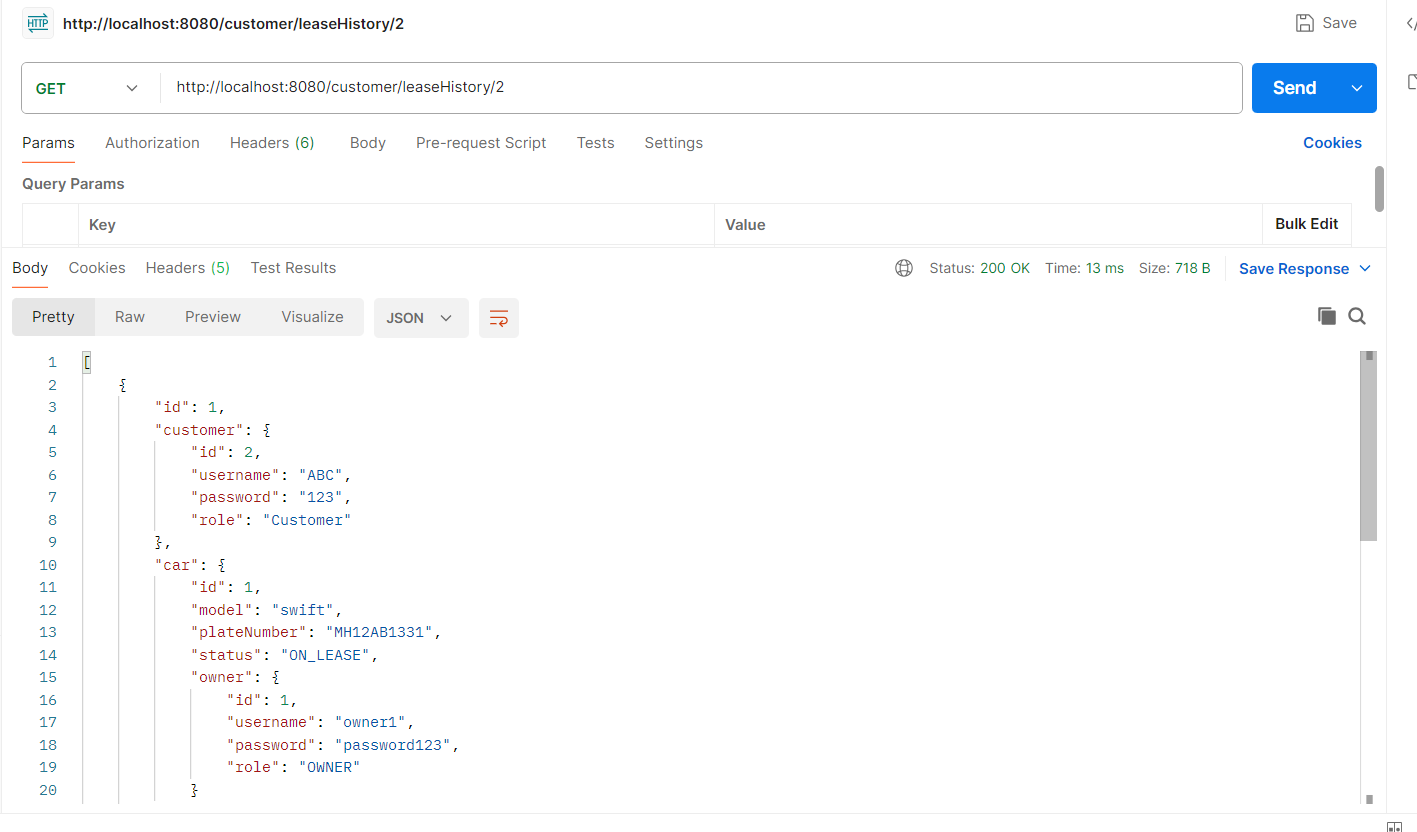 HTTP http://localhost:8080/customer/leaseHistory/2 Save
GET http://localhost:8080/customer/leaseHistory/2 Send
Params Authorization Headers (6) Body Pre-request Script Tests Settings Cookies
Query Params
Key Value Bulk Edit
Body Cookies Headers (5) Test Results Status: 200 OK Time: 13 ms Size: 718 B Save Response
Pretty Raw Preview Visualize JSON
1 [
2 {
3 "id": 1,
4 "customer": {
5 "id": 2,
6 "username": "ABC",
7 "password": "123",
8 "role": "Customer"
9 },
10 "car": {
11 "id": 1,
12 "model": "swift",
13 "plateNumber": "MH12AB1331",
14 "status": "ON_LEASE",
15 "owner": {
16 "id": 1,
17 "username": "owner1",
18 "password": "password123",
19 "role": "OWNER"
20 }